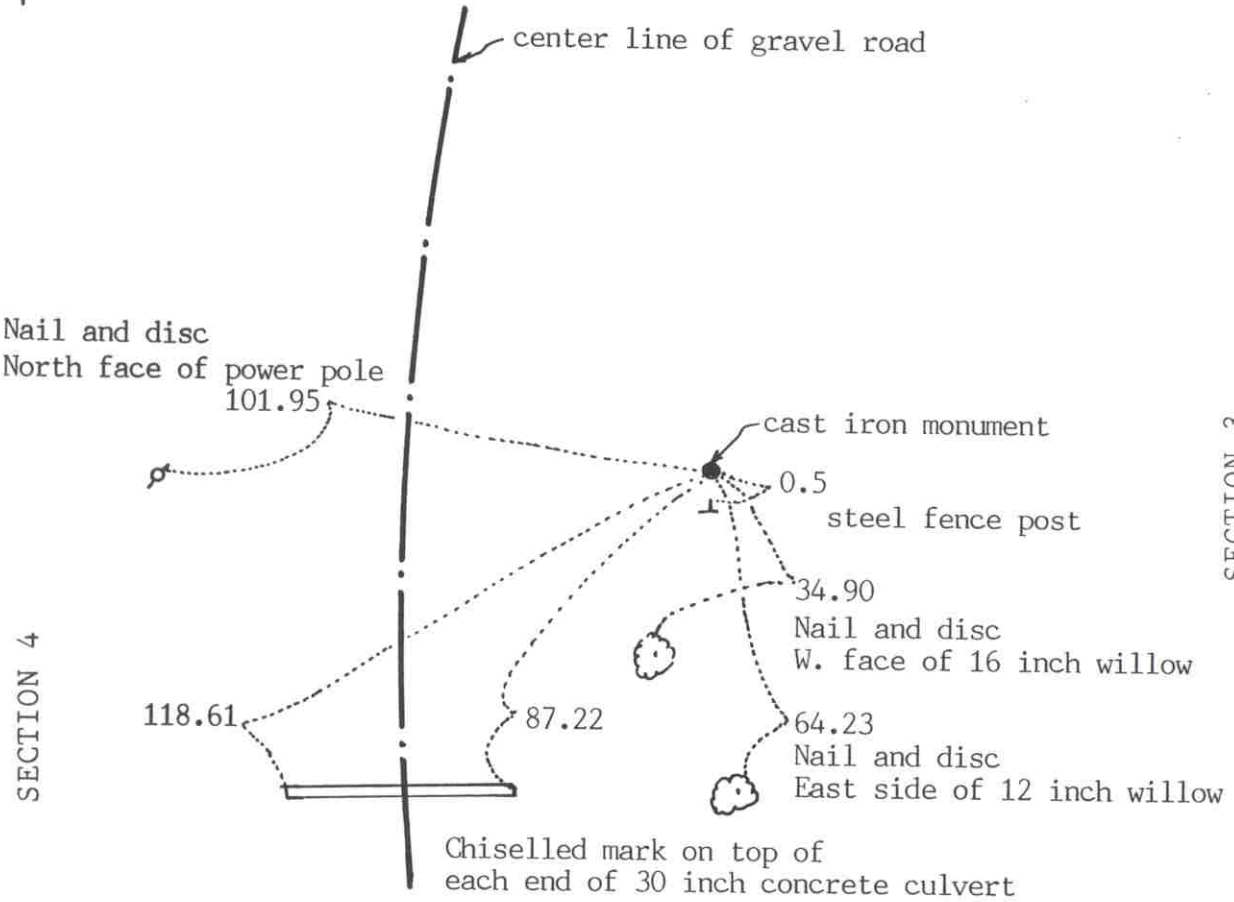 center line of gravel road
Nail and disc
North face of power pole
101.95
cast iron monument
0.5
steel fence post
34.90
Nail and disc
W. face of 16 inch willow
118.61
87.22
64.23
Nail and disc
East side of 12 inch willow
Chiselled mark on top of
each end of 30 inch concrete culvert
SECTION 4
SECTION